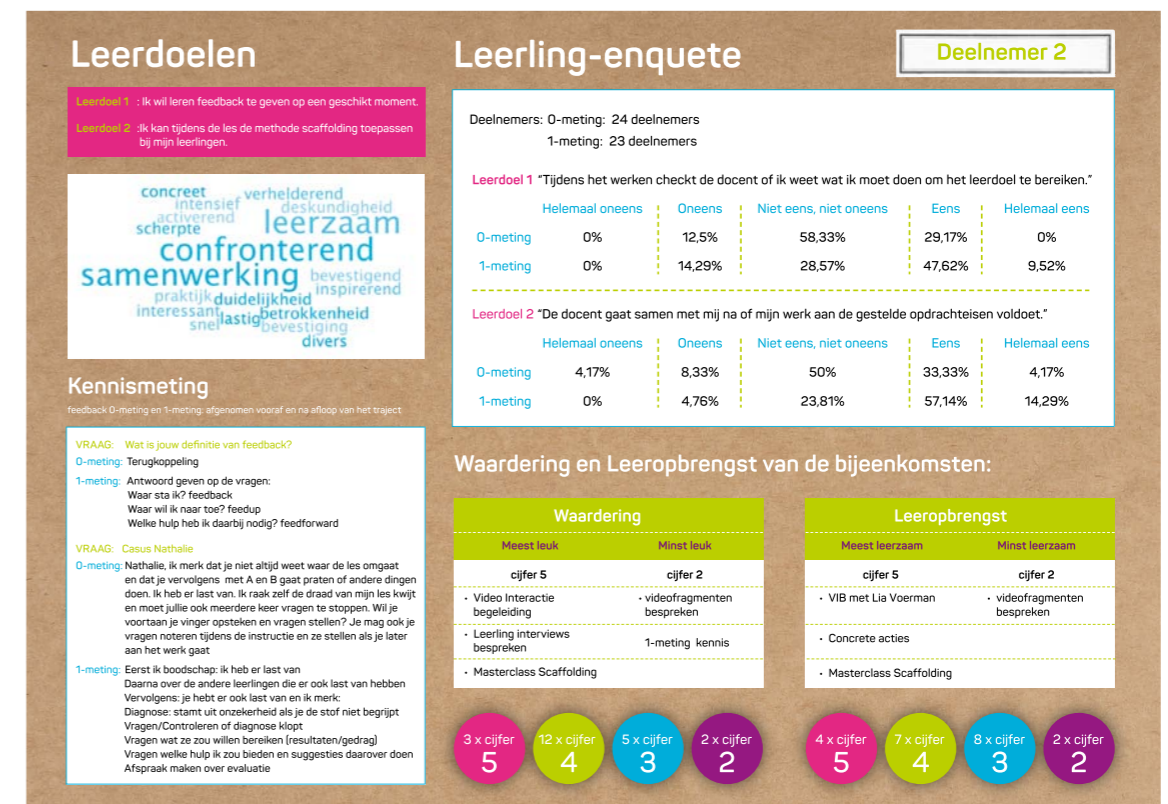 Leerdoelen
Leerdoel 1 : Ik wil leren feedback te geven op een geschikt moment.
Leerdoel 2 :Ik kan tijdens de les de methode scaffolding toepassen
bij mijn leerlingen.
concreet
intensief
verhelderend
activerend
deskundigheid
scherpte
leerzaam
confronterend
samenwerking
bevestigend
praktijk
duidelijkheid
inspirerend
interessant
lastig
betrokkenheid
snel
bevestiging
divers
Kennismeting
feedback 0-meting en 1-meting: afgenomen vooraf en na afloop van het traject
VRAAG: Wat is jouw definitie van feedback?
0-meting: Terugkoppeling
1-meting: Antwoord geven op de vragen:
Waar sta ik? feedback
Waar wil ik naar toe? feedup
Welke hulp heb ik daarbij nodig? feedforward
VRAAG: Casus Nathalie
0-meting: Nathalie, ik merk dat je niet altijd weet waar de les omgaat
en dat je vervolgens met A en B gaat praten of andere dingen
doen. Ik heb er last van. Ik raak zelf de draad van mijn les kwijt
en moet jullie ook meerdere keer vragen te stoppen. Wil je
voortaan je vinger opsteken en vragen stellen? Je mag ook je
vragen noteren tijdens de instructie en ze stellen als je later
aan het werk gaat
1-meting: Eerst ik boodschap: ik heb er last van
Daarna over de andere leerlingen die er ook last van hebben
Vervolgens: je hebt er ook last van en ik merk:
Diagnose: stamt uit onzekerheid als je de stof niet begrijpt
Vragen/Controleren of diagnose klopt
Vragen wat ze zou willen bereiken (resultaten/gedrag)
Vragen welke hulp ik zou bieden en suggesties daarover doen
Afspraak maken over evaluatie
Leerling-enquete
Deelnemer 2
Deelnemers: 0-meting: 24 deelnemers
1-meting: 23 deelnemers
Leerdoel 1 “Tijdens het werken checkt de docent of ik weet wat ik moet doen om het leerdoel te bereiken.”
Helemaal oneens Oneens Niet eens, niet oneens Eens Helemaal eens
0-meting 0% 12,5% 58,33% 29,17% 0%
1-meting 0% 14,29% 28,57% 47,62% 9,52%
Leerdoel 2 “De docent gaat samen met mij na of mijn werk aan de gestelde opdrachteisen voldoet.”
Helemaal oneens Oneens Niet eens, niet oneens Eens Helemaal eens
0-meting 4,17% 8,33% 50% 33,33% 4,17%
1-meting 0% 4,76% 23,81% 57,14% 14,29%
Waardering en Leeropbrengst van de bijeenkomsten:
Waardering
Meest leuk Minst leuk
cijfer 5 cijfer 2
• Video Interactie
begeleiding
• videofragmenten
bespreken
• Leerling interviews
bespreken
1-meting kennis
• Masterclass Scaffolding
3 x cijfer
5
12 x cijfer
4
5 x cijfer
3
2 x cijfer
2
Leeropbrengst
Meest leerzaam Minst leerzaam
cijfer 5 cijfer 2
• VIB met Lia Voerman
• videofragmenten
bespreken
• Concrete acties
• Masterclass Scaffolding
4 x cijfer
5
7 x cijfer
4
8 x cijfer
3
2 x cijfer
2